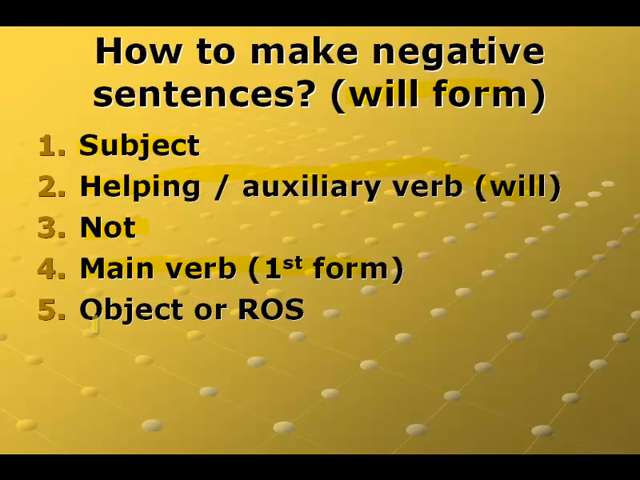 How to make negative
sentences? (will form)
1. Subject
2. Helping / auxiliary verb (will)
3. Not
4. Main verb (1st form)
5. Object or ROS